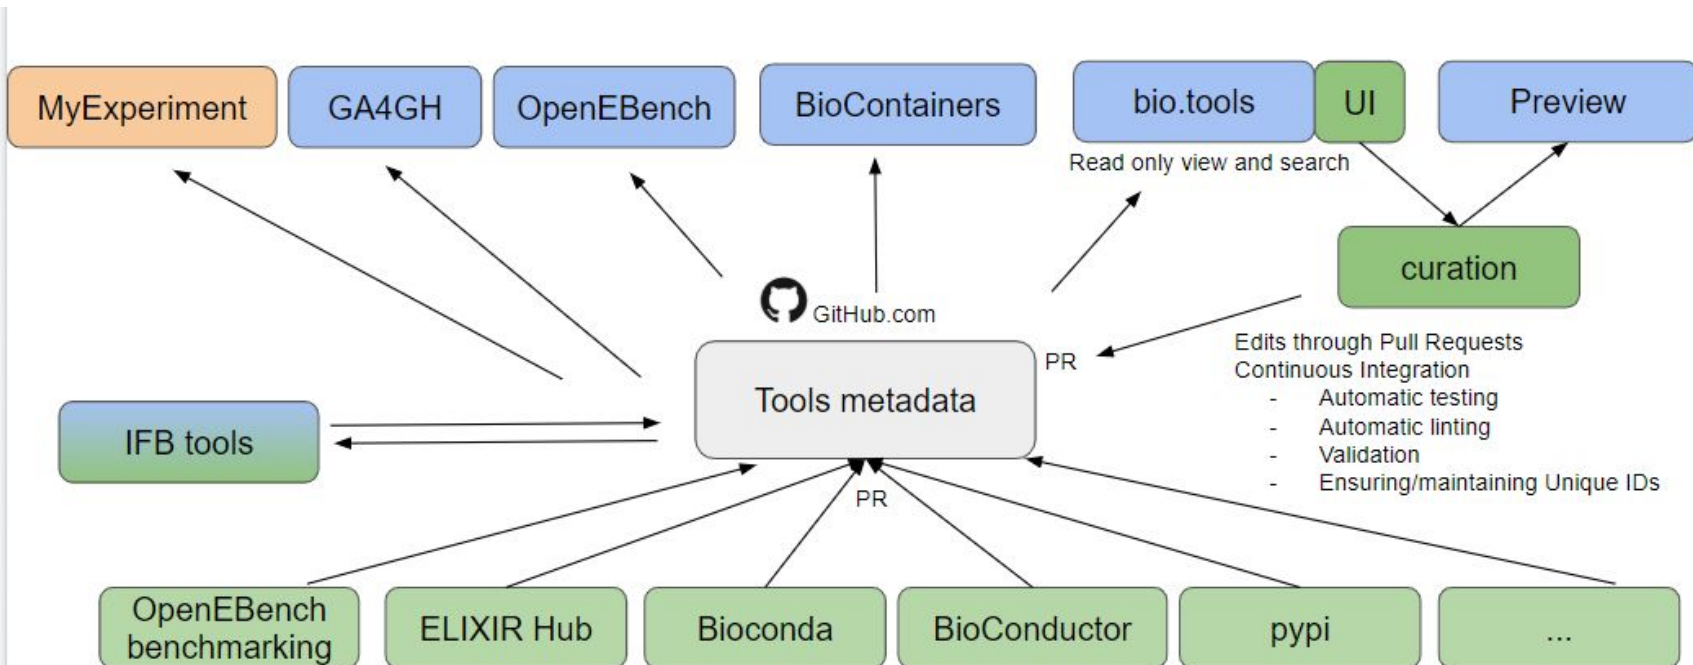 MyExperiment
GA4GH
OpenEBench
BioContainers
bio.tools
UI
Preview
Read only view and search
curation
GitHub.com
PR
Edits through Pull Requests
Continuous Integration
- Automatic testing
- Automatic linting
- Validation
- Ensuring/maintaining Unique IDs
Tools metadata
IFB tools
PR
OpenEBench
benchmarking
ELIXIR Hub
Bioconda
BioConductor
pypi
...